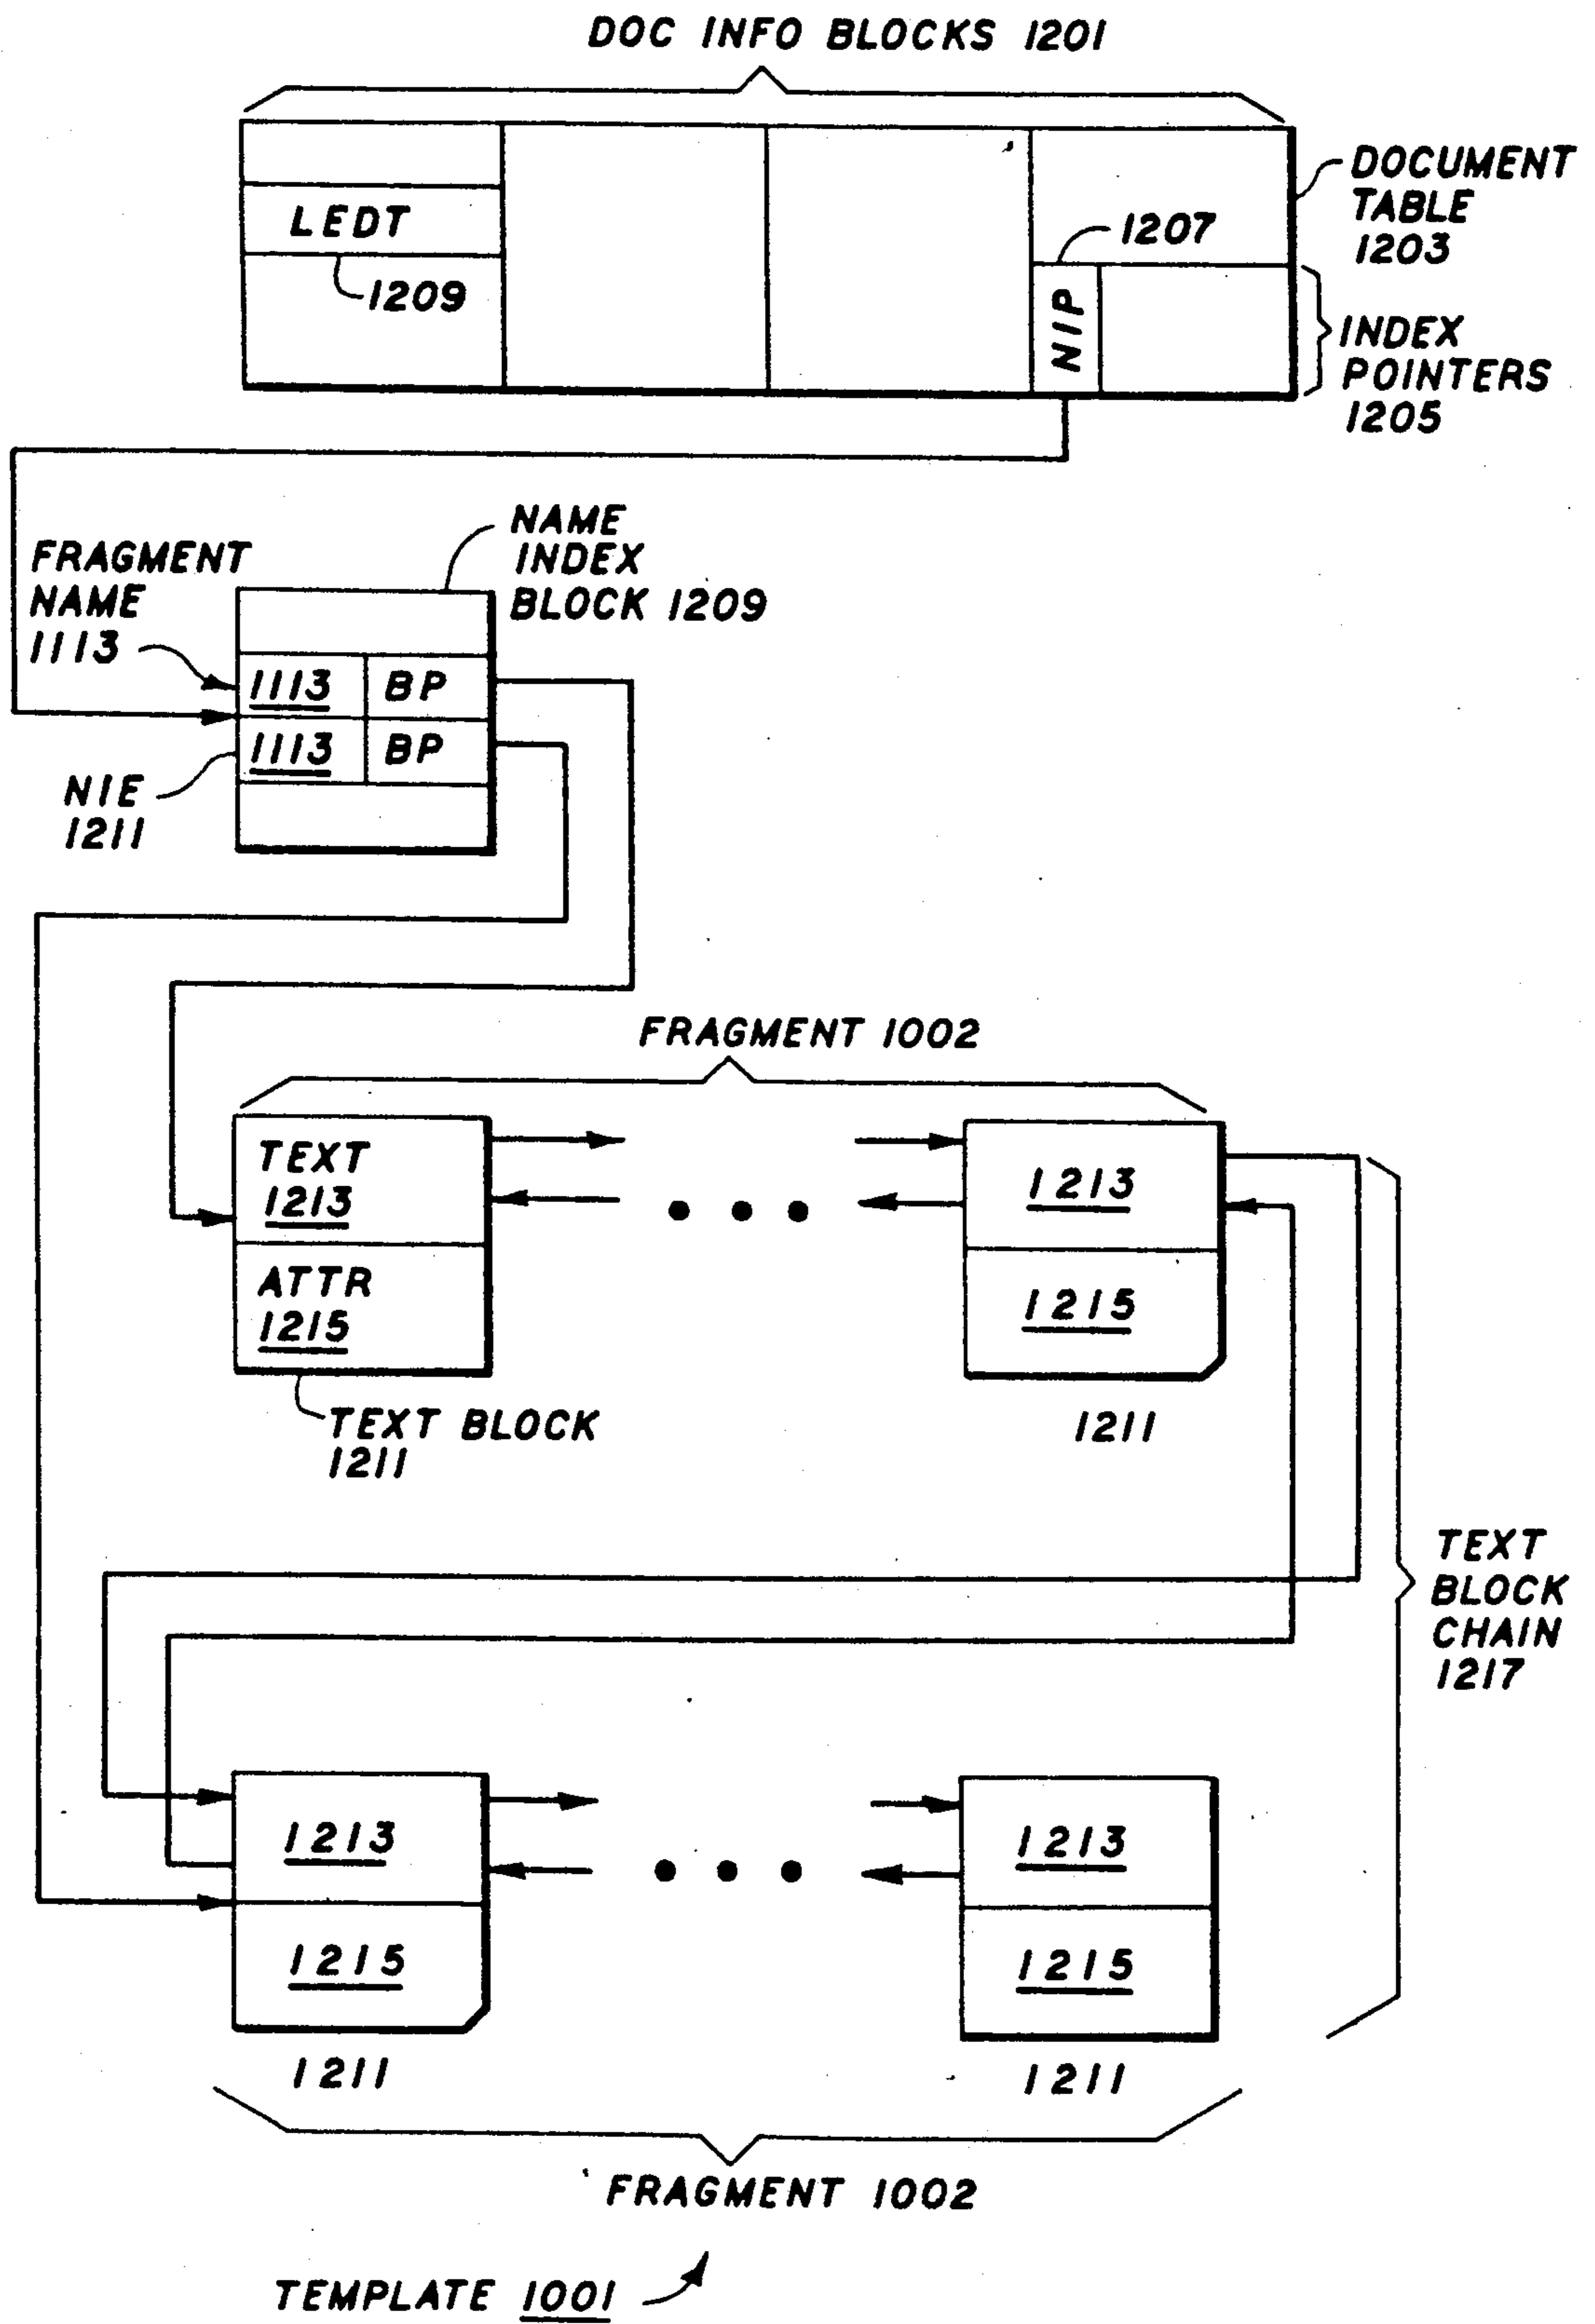 DOC INFO BLOCKS 1201
LEDT
1209
1207
NIP
DOCUMENT
TABLE
1203
INDEX
POINTERS
1205
NAME
INDEX
BLOCK 1209
FRAGMENT
NAME
1113
1113 BP
1113 BP
NIE
1211
FRAGMENT 1002
TEXT
1213
ATTR
1215
TEXT BLOCK
1211
1213
1215
1211
TEXT
BLOCK
CHAIN
1217
1213
1215
1211
1213
1215
1211
FRAGMENT 1002
TEMPLATE 1001